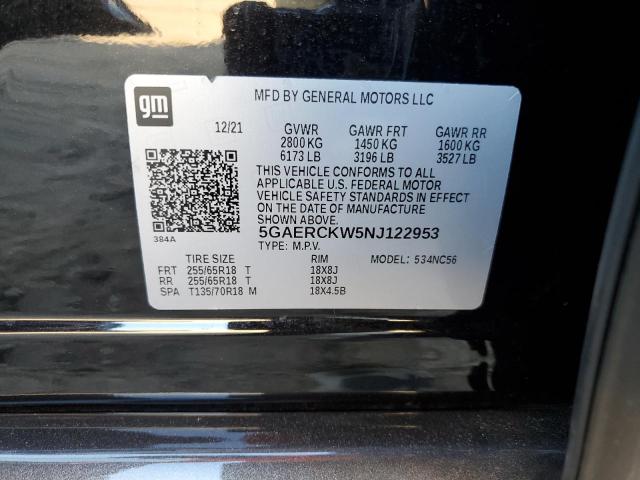 gm
MFD BY GENERAL MOTORS LLC
12/21 GVWR GAWR FRT GAWR RR
2800 KG 1450 KG 1600 KG
6173 LB 3196 LB 3527 LB
THIS VEHICLE CONFORMS TO ALL
APPLICABLE U.S. FEDERAL MOTOR
VEHICLE SAFETY STANDARDS IN EFFECT
ON THE DATE OF MANUFACTURE
SHOWN ABOVE.
384A
5GAERCKW5NJ122953
TYPE: M.P.V. MODEL: 534NC56
TIRE SIZE RIM
FRT 255/65R18 T 18X8J
RR 255/65R18 T 18X8J
SPA T135/70R18 M 18X4.5B